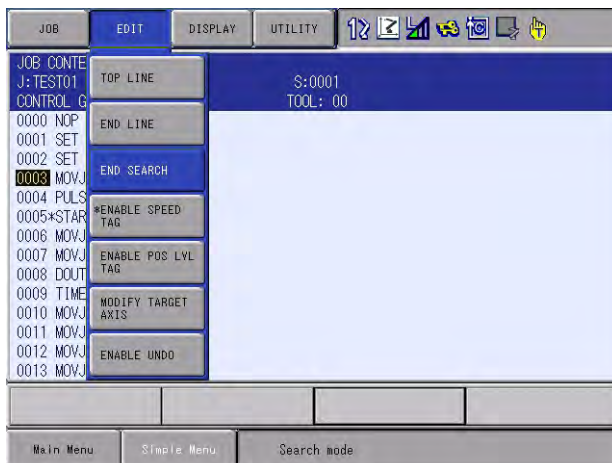 JOB EDIT DISPLAY UTILITY
JOB CONTE
J:TEST01 S:0001
CONTROL G TOOL: 00
0000 NOP
0001 SET
0002 SET
0003 MOVJ
0004 PULS
0005*STAR
0006 MOVJ
0007 MOVJ
0008 DOUT
0009 TIME
0010 MOVJ
0011 MOVJ
0012 MOVJ
0013 MOVJ
TOP LINE
END LINE
END SEARCH
*ENABLE SPEED
TAG
ENABLE POS LVL
TAG
MODIFY TARGET
AXIS
ENABLE UNDO
Main Menu Simple Menu Search mode